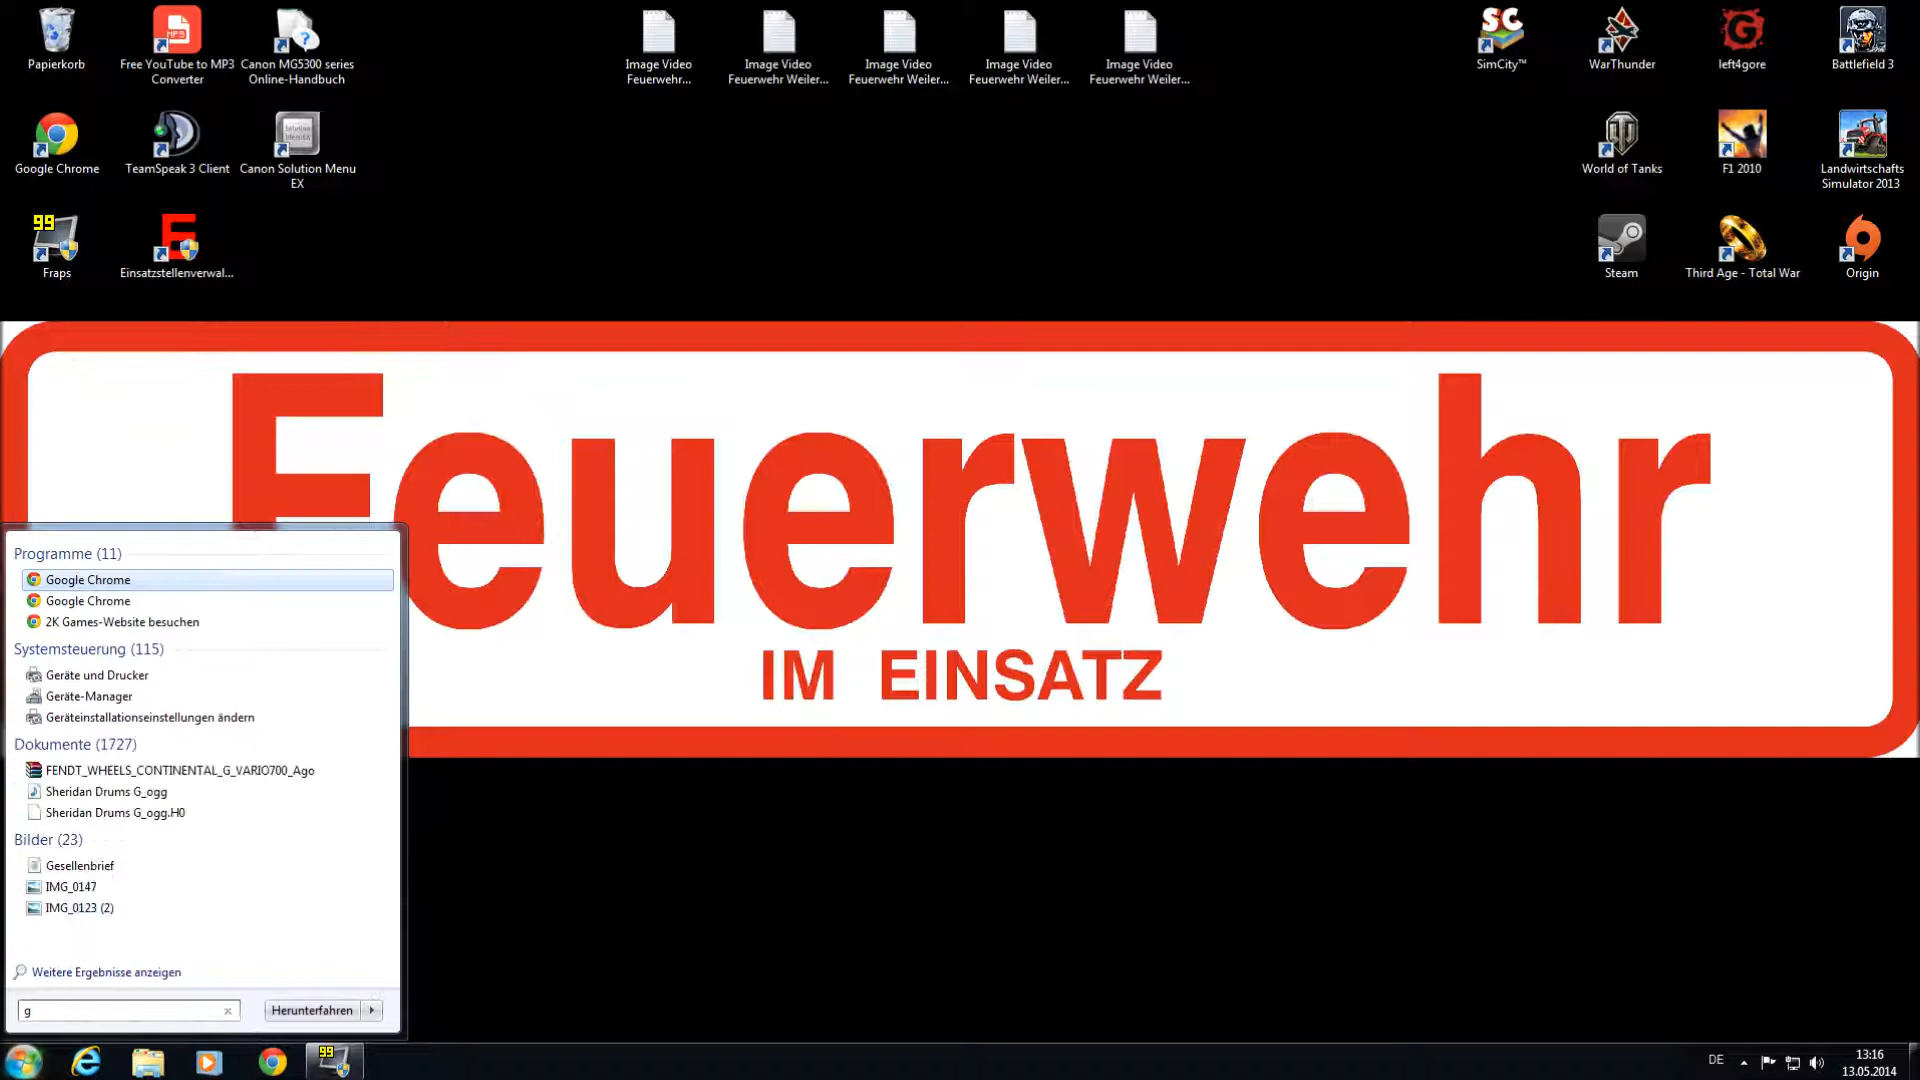 Papierkorb
Free YouTube to MP3
Converter
Canon MG5300 series
Online-Handbuch
Image Video
Feuerwehr...
Image Video
Feuerwehr Weiler...
Image Video
Feuerwehr Weiler...
Image Video
Feuerwehr Weiler...
Image Video
Feuerwehr Weiler...
SimCity™
WarThunder
left4gore
Battlefield 3
Google Chrome
TeamSpeak 3 Client
Canon Solution Menu
EX
World of Tanks
F1 2010
Landwirtschafts
Simulator 2013
99
Fraps
Einsatzstellenverwal...
Steam
Third Age - Total War
Origin
Feuerwehr
IM EINSATZ
Programme (11)
Google Chrome
Google Chrome
2K Games-Website besuchen
Systemsteuerung (115)
Geräte und Drucker
Geräte-Manager
Geräteinstallationseinstellungen ändern
Dokumente (1727)
FENDT_WHEELS_CONTINENTAL_G_VARIO700_Ago
Sheridan Drums G_ogg
Sheridan Drums G_ogg.H0
Bilder (23)
Gesellenbrief
IMG_0147
IMG_0123 (2)
Weitere Ergebnisse anzeigen
g
Herunterfahren
99
DE
13:16
13.05.2014